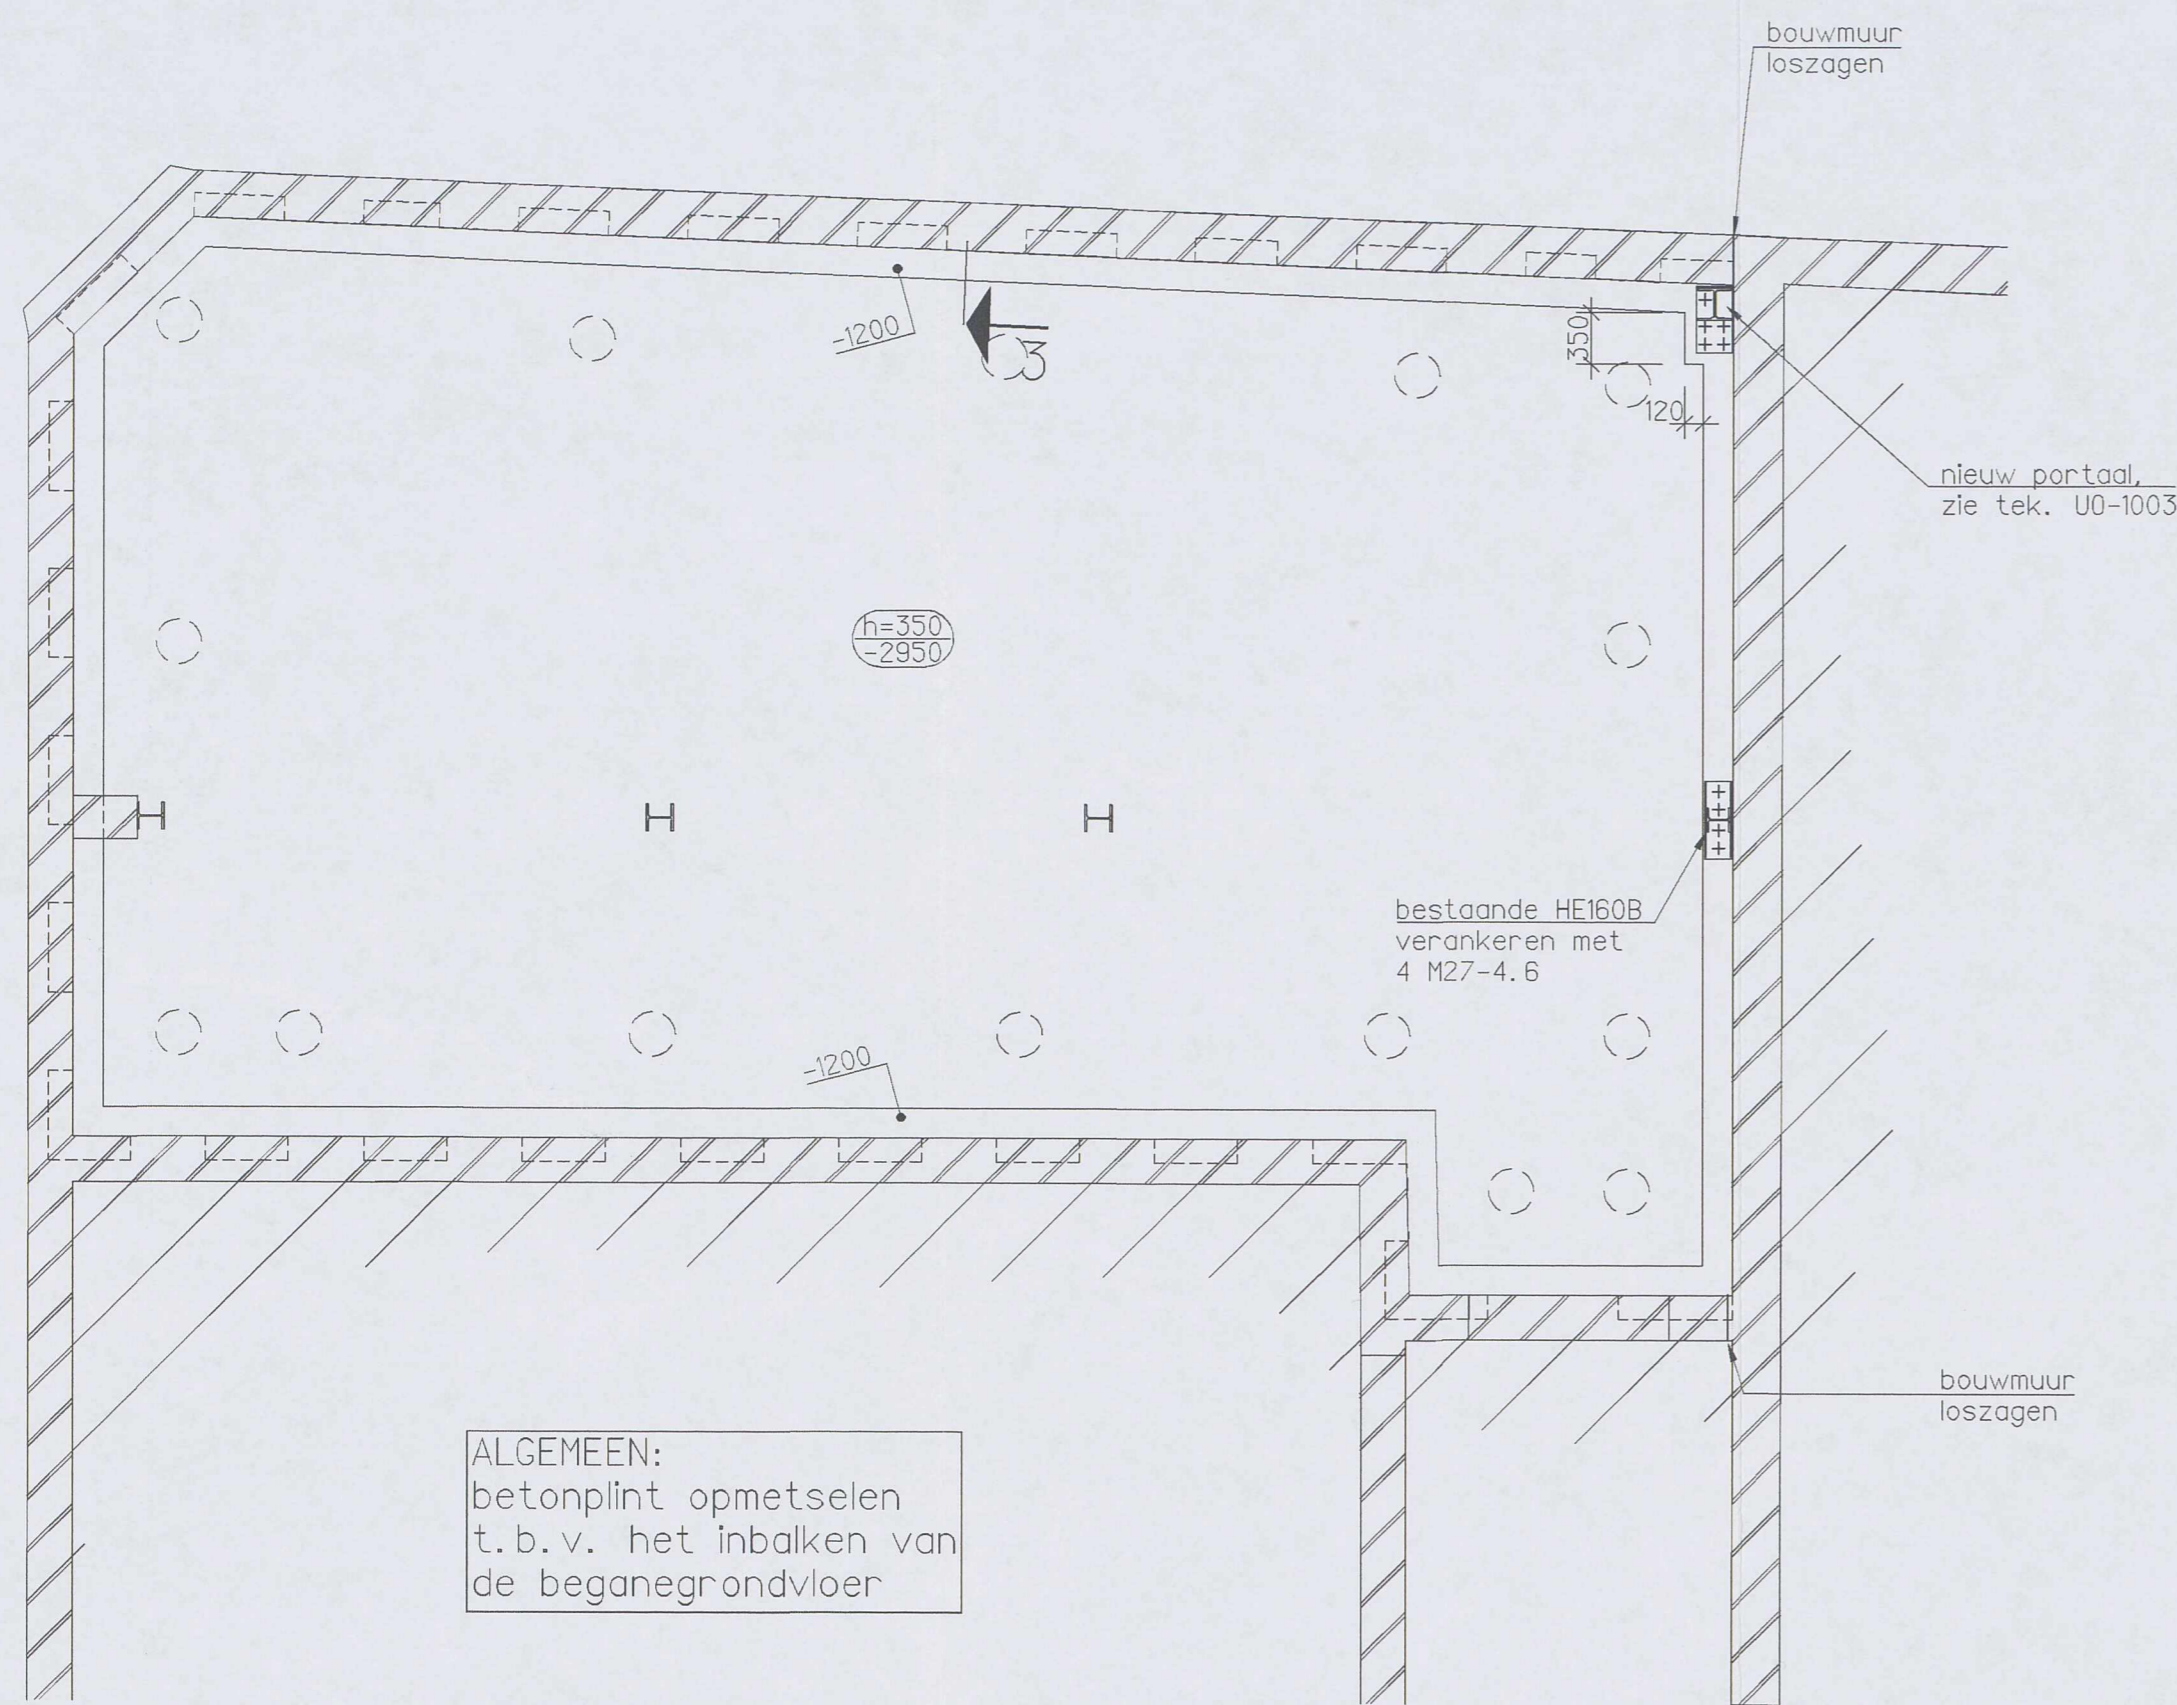 bouwmuur
loszagen
-1200
3
350
120
nieuw portaal,
zie tek. U0-1003
h=350
-2950
bestaande HE160B
verankeren met
4 M27-4.6
-1200
bouwmuur
loszagen
ALGEMEEN:
betonplint opmetselen
t.b.v. het inbalken van
de beganegrondvloer